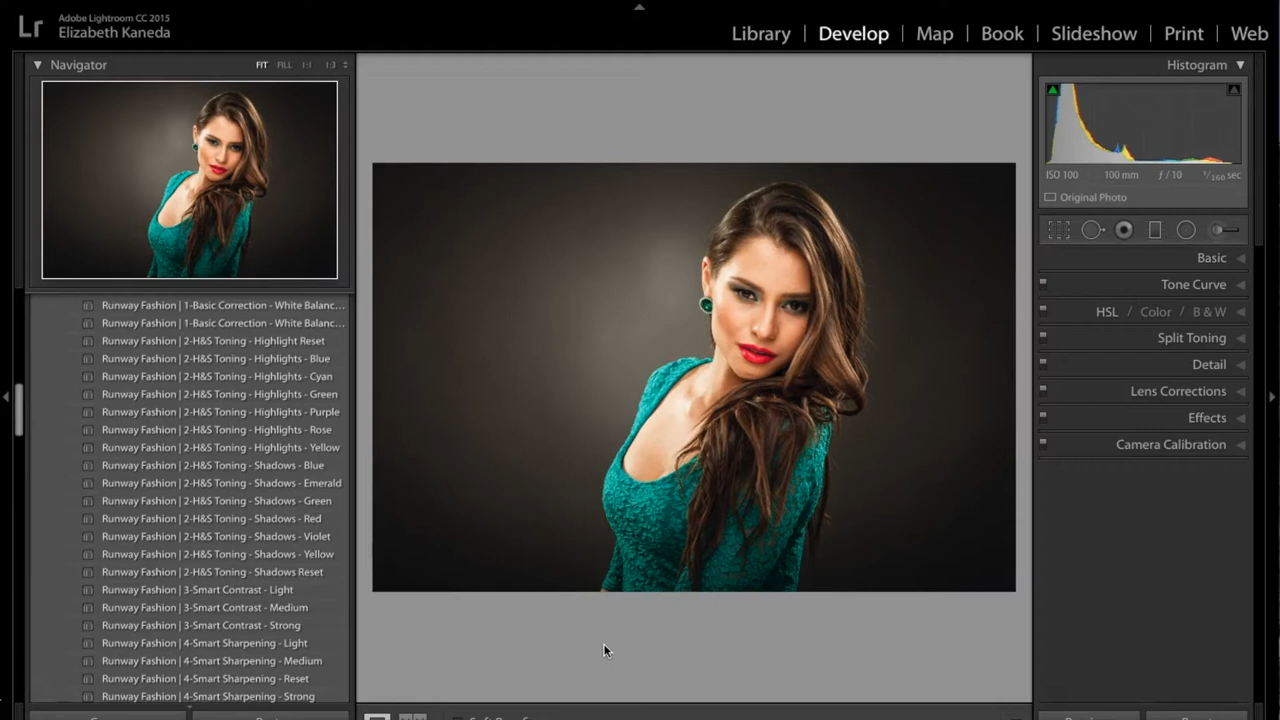 Lr
Adobe Lightroom CC 2015
Elizabeth Kaneda
Library | Develop | Map | Book | Slideshow | Print | Web
Navigator FIT FILL 1:1 1:3
Runway Fashion | 1-Basic Correction - White Balanc...
Runway Fashion | 1-Basic Correction - White Balanc...
Runway Fashion | 2-H&S Toning - Highlight Reset
Runway Fashion | 2-H&S Toning - Highlights - Blue
Runway Fashion | 2-H&S Toning - Highlights - Cyan
Runway Fashion | 2-H&S Toning - Highlights - Green
Runway Fashion | 2-H&S Toning - Highlights - Purple
Runway Fashion | 2-H&S Toning - Highlights - Rose
Runway Fashion | 2-H&S Toning - Highlights - Yellow
Runway Fashion | 2-H&S Toning - Shadows - Blue
Runway Fashion | 2-H&S Toning - Shadows - Emerald
Runway Fashion | 2-H&S Toning - Shadows - Green
Runway Fashion | 2-H&S Toning - Shadows - Red
Runway Fashion | 2-H&S Toning - Shadows - Violet
Runway Fashion | 2-H&S Toning - Shadows - Yellow
Runway Fashion | 2-H&S Toning - Shadows Reset
Runway Fashion | 3-Smart Contrast - Light
Runway Fashion | 3-Smart Contrast - Medium
Runway Fashion | 3-Smart Contrast - Strong
Runway Fashion | 4-Smart Sharpening - Light
Runway Fashion | 4-Smart Sharpening - Medium
Runway Fashion | 4-Smart Sharpening - Reset
Runway Fashion | 4-Smart Sharpening - Strong
Histogram
ISO 100 100 mm ƒ / 10 1/160 sec
Original Photo
Basic
Tone Curve
HSL / Color / B & W
Split Toning
Detail
Lens Corrections
Effects
Camera Calibration